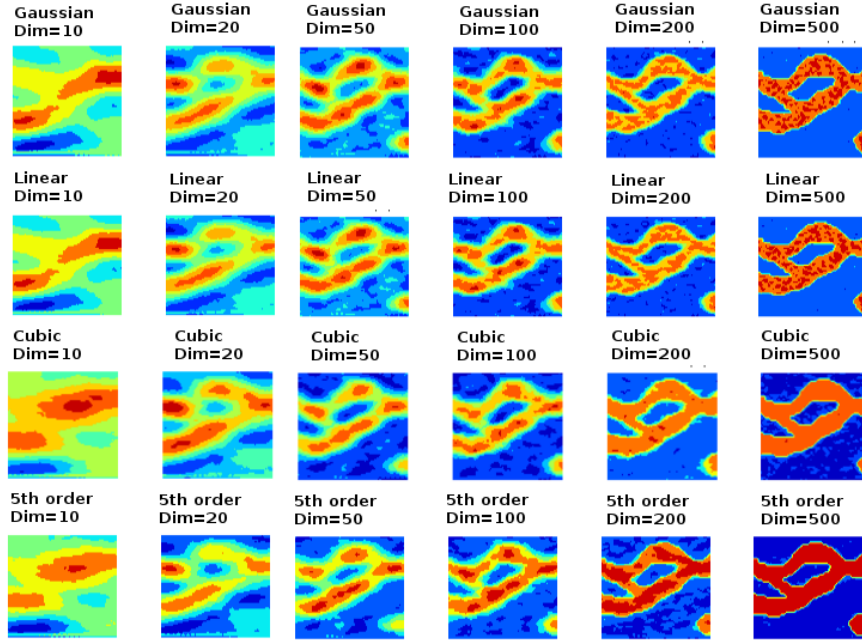 Gaussian
Dim=10
Gaussian
Dim=20
Gaussian
Dim=50
Gaussian
Dim=100
Gaussian
Dim=200
Gaussian
Dim=500
Linear
Dim=10
Linear
Dim=20
Linear
Dim=50
Linear
Dim=100
Linear
Dim=200
Linear
Dim=500
Cubic
Dim=10
Cubic
Dim=20
Cubic
Dim=50
Cubic
Dim=100
Cubic
Dim=200
Cubic
Dim=500
5th order
Dim=10
5th order
Dim=20
5th order
Dim=50
5th order
Dim=100
5th order
Dim=200
5th order
Dim=500